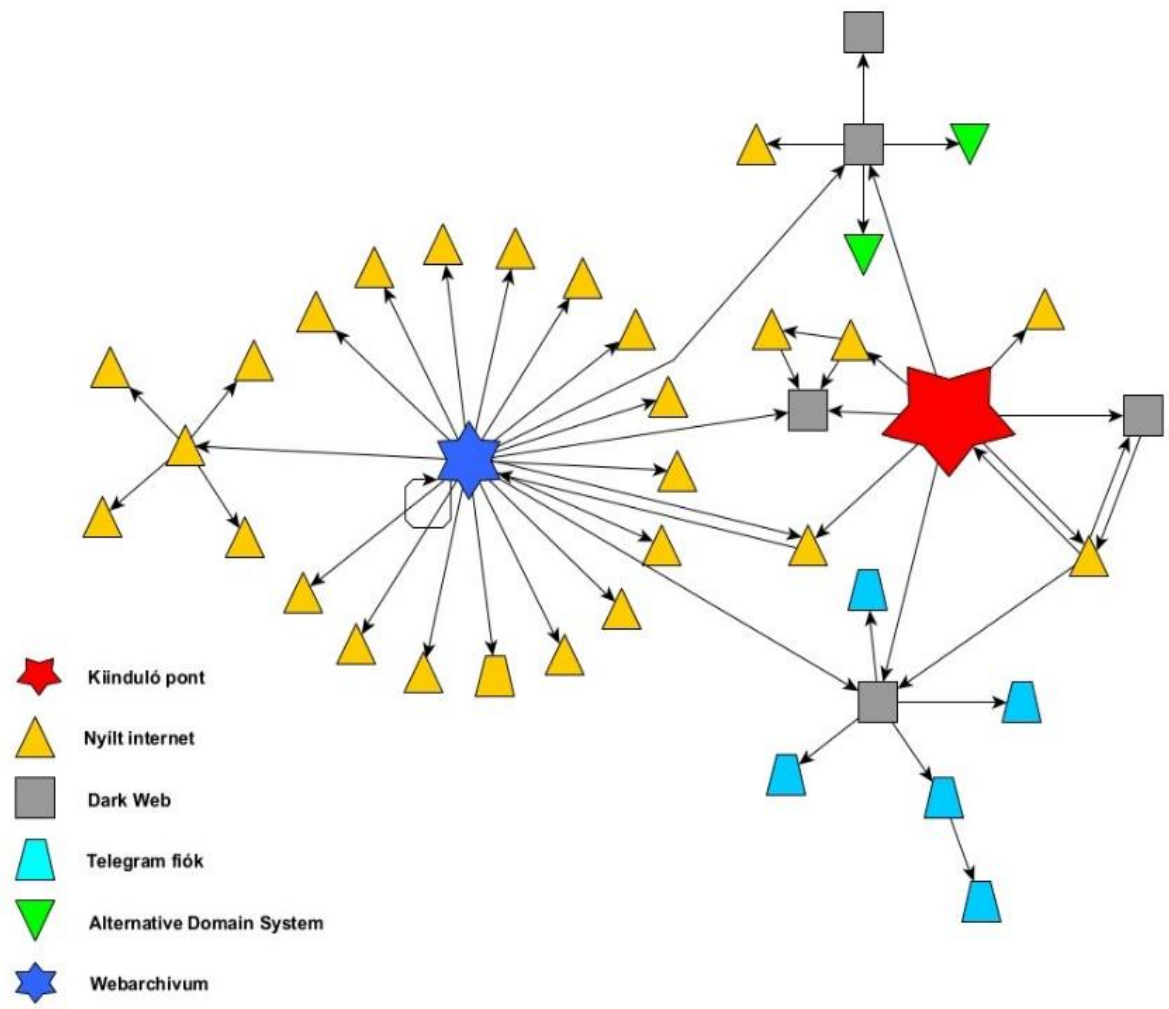 Kiinduló pont
Nyílt internet
Dark Web
Telegram fiók
Alternative Domain System
Webarchivum